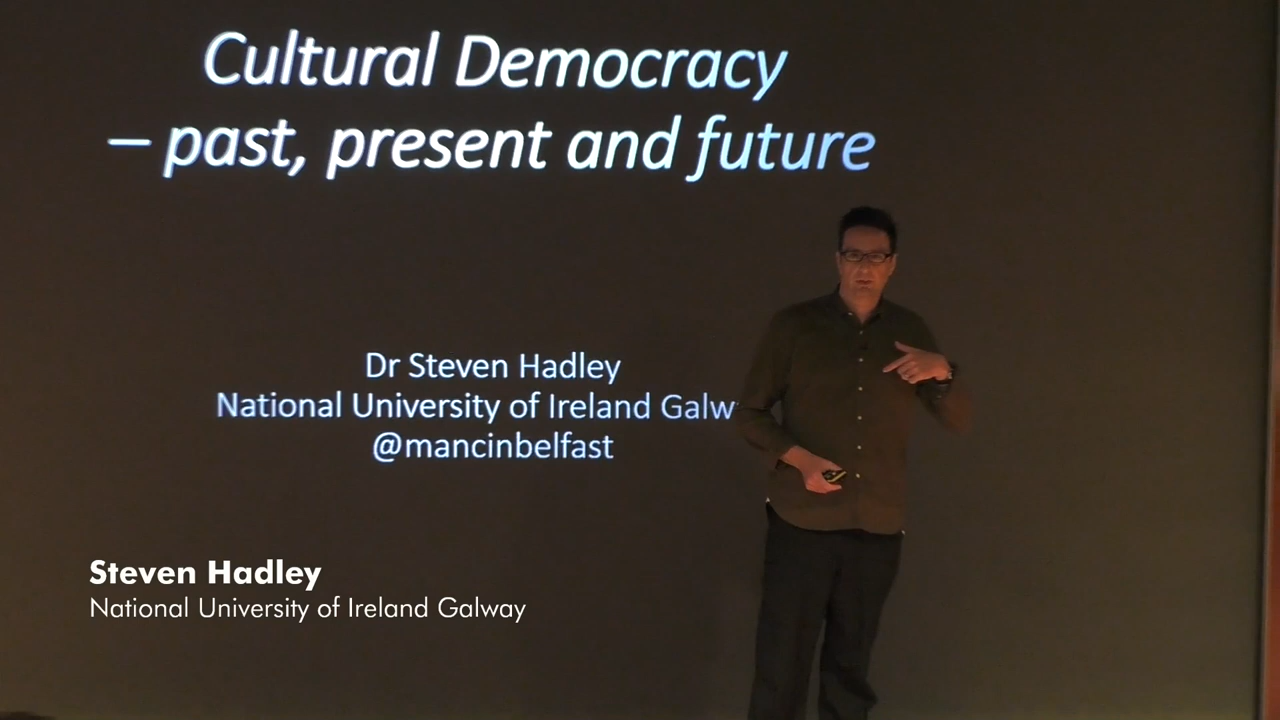 Cultural Democracy
– past, present and future
Dr Steven Hadley
National University of Ireland Galw
@mancinbelfast
Steven Hadley
National University of Ireland Galway